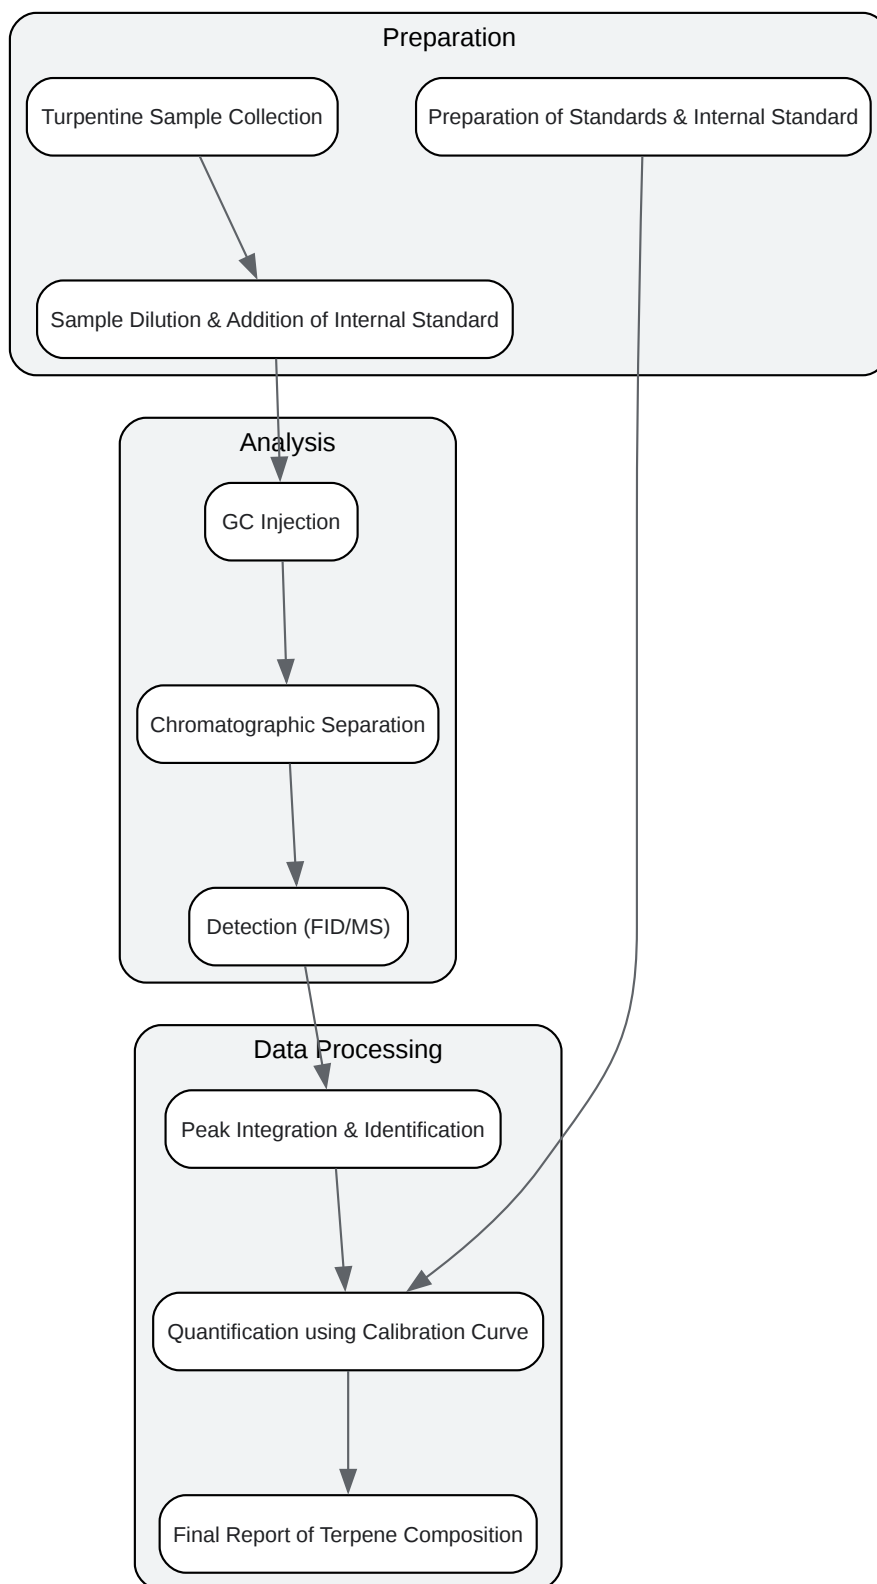 Preparation
Turpentine Sample Collection
Preparation of Standards & Internal Standard
Sample Dilution & Addition of Internal Standard
Analysis
GC Injection
Chromatographic Separation
Detection (FID/MS)
Data Processing
Peak Integration & Identification
Quantification using Calibration Curve
Final Report of Terpene Composition